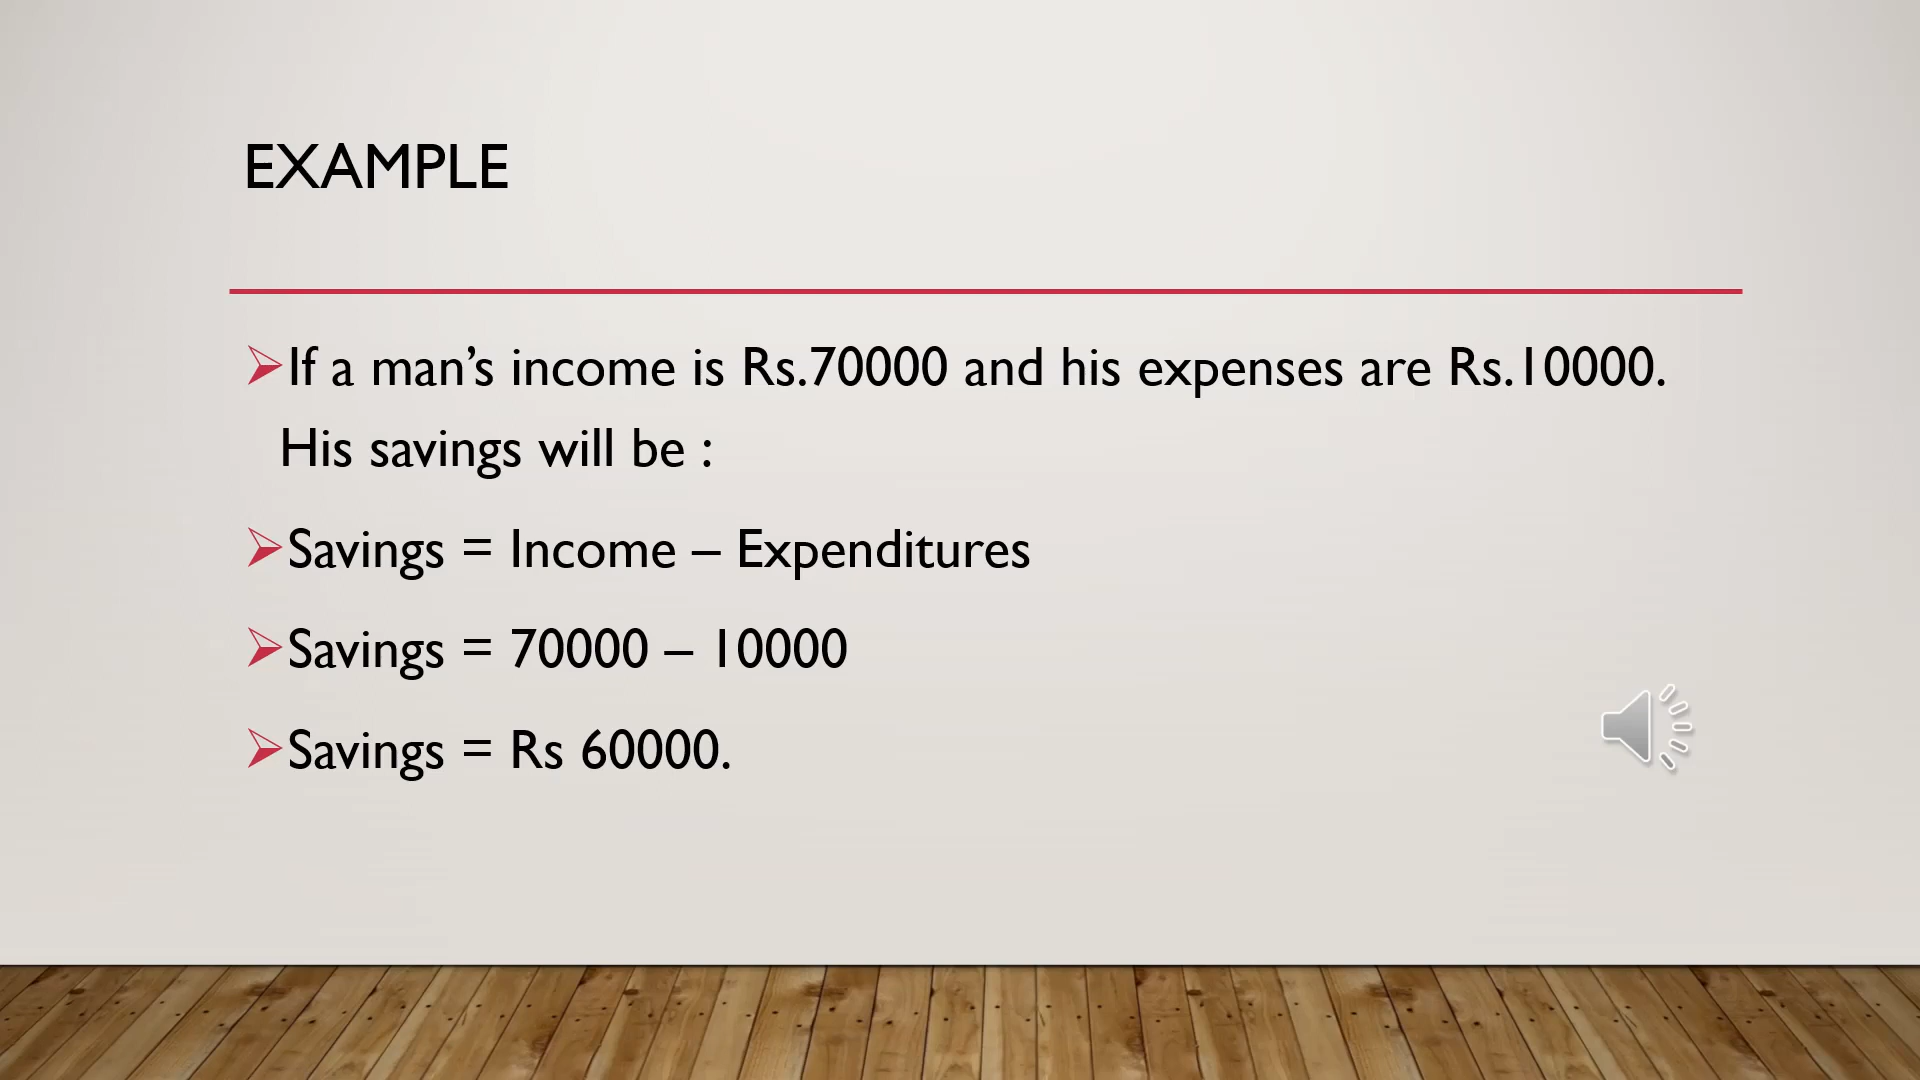 EXAMPLE
If a man’s income is Rs.70000 and his expenses are Rs.10000.
His savings will be :
Savings = Income – Expenditures
Savings = 70000 – 10000
Savings = Rs 60000.